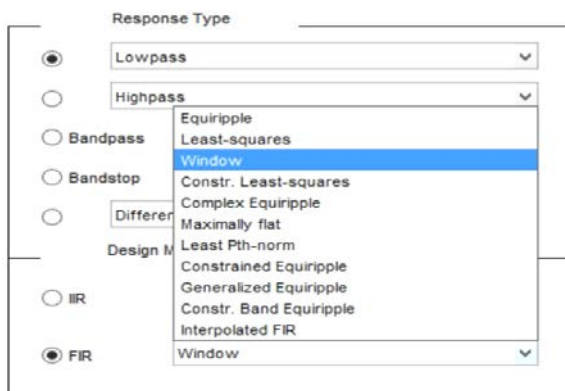 Response Type
Lowpass
Highpass
Equiripple
Least-squares
Window
Bandpass
Constr. Least-squares
Bandstop
Complex Equiripple
Maximally flat
Differen
Least Pth-norm
Design M
Constrained Equiripple
Generalized Equiripple
IIR
Constr. Band Equiripple
Interpolated FIR
FIR
Window